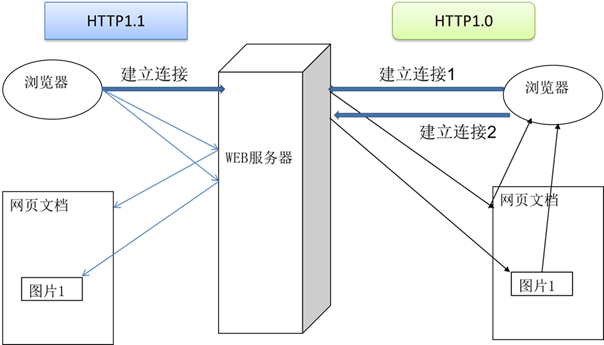 HTTP1.1
HTTP1.0
浏览器
建立连接
建立连接1
浏览器
建立连接2
WEB服务器
网页文档
网页文档
图片1
图片1